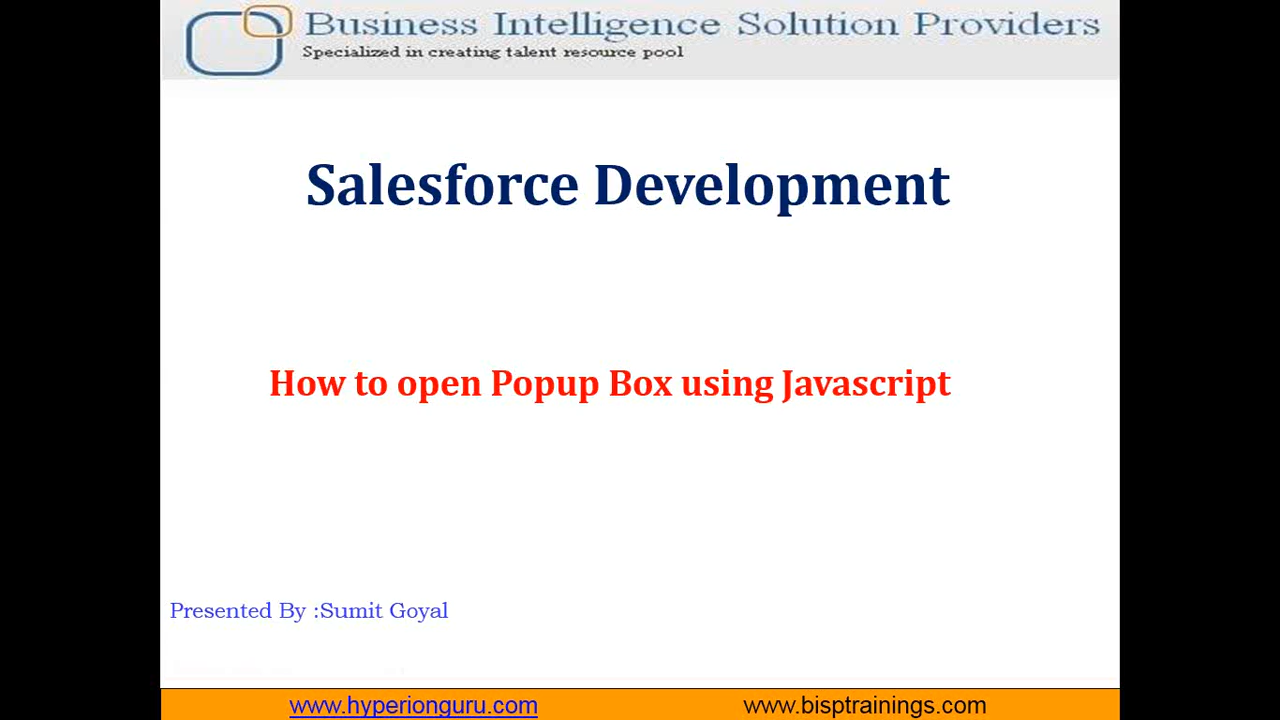 Business Intelligence Solution Providers
Specialized in creating talent resource pool
Salesforce Development
How to open Popup Box using Javascript
Presented By :Sumit Goyal
www.hyperionguru.com www.bisptrainings.com